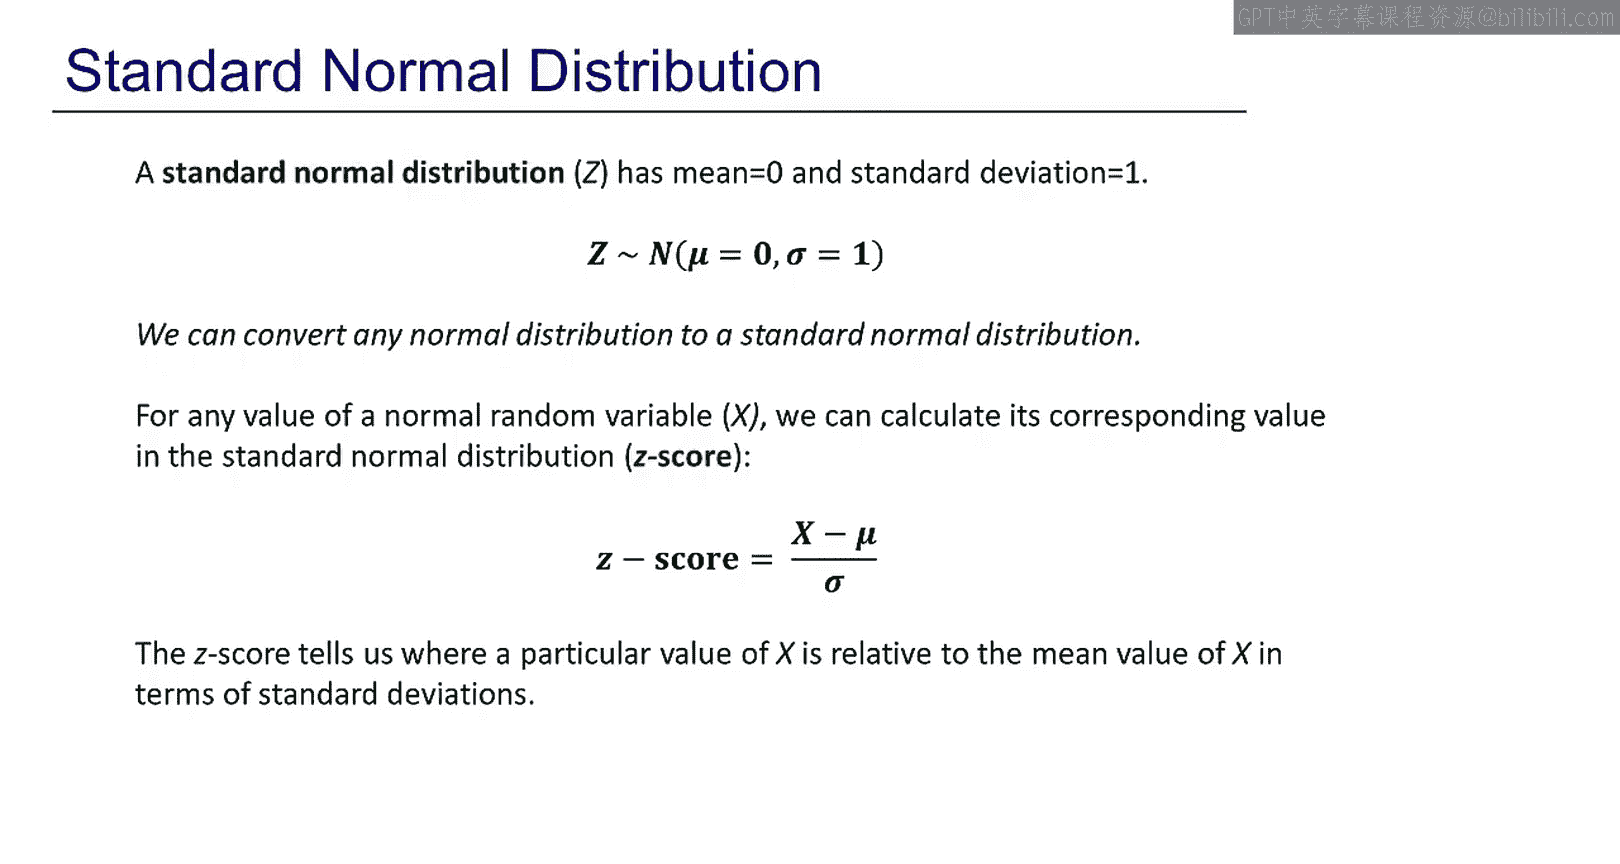 GPT中英字幕课程资源@bilibili.com
Standard Normal Distribution
A standard normal distribution (Z) has mean=0 and standard deviation=1.
Z ~ N(μ = 0, σ = 1)
We can convert any normal distribution to a standard normal distribution.
For any value of a normal random variable (X), we can calculate its corresponding value
in the standard normal distribution (z-score):
z − score = (X − μ) / σ
The z-score tells us where a particular value of X is relative to the mean value of X in
terms of standard deviations.